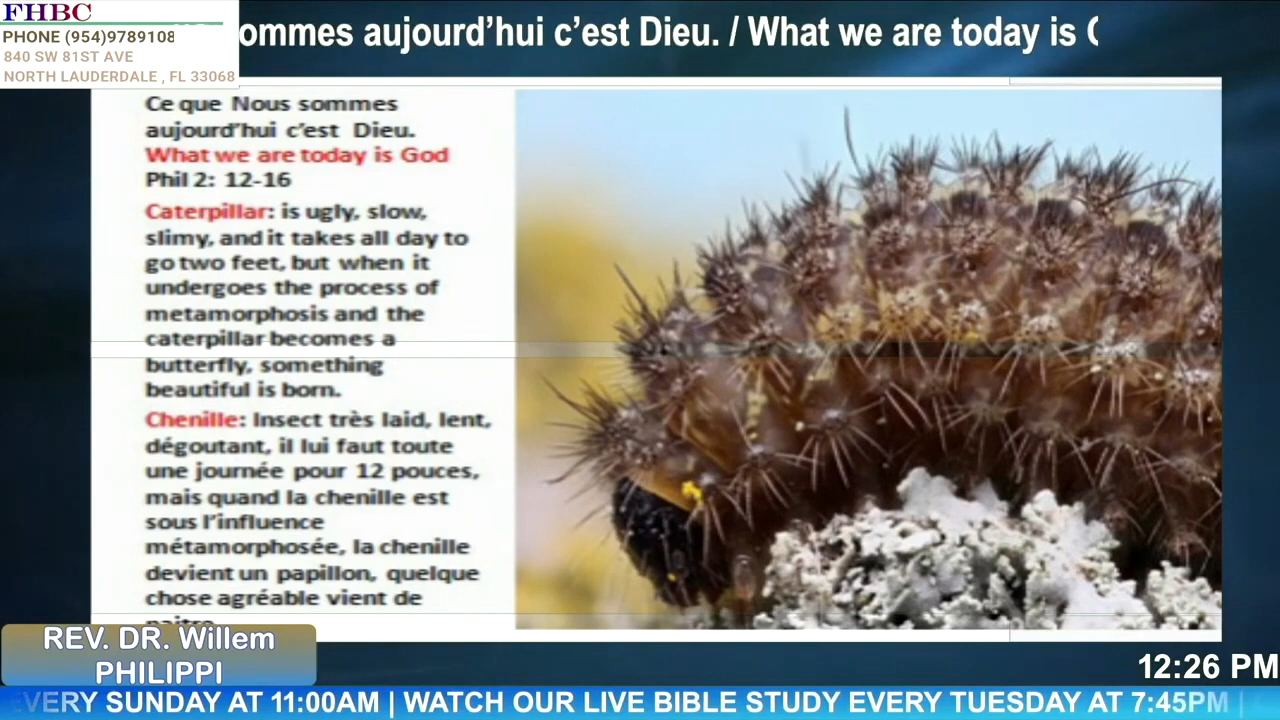 FHBC
PHONE (954)9789108
840 SW 81ST AVE
NORTH LAUDERDALE , FL 33068
sommes aujourd’hui c’est Dieu. / What we are today is
Ce que Nous sommes
aujourd’hui c’est Dieu.
What we are today is God
Phil 2: 12-16
Caterpillar: is ugly, slow,
slimy, and it takes all day to
go two feet, but when it
undergoes the process of
metamorphosis and the
caterpillar becomes a
butterfly, something
beautiful is born.
Chenille: Insect très laid, lent,
dégoutant, il lui faut toute
une journée pour 12 pouces,
mais quand la chenille est
sous l’influence
métamorphosée, la chenille
devient un papillon, quelque
chose agréable vient de
REV. DR. Willem
PHILIPPI
12:26 PM
EVERY SUNDAY AT 11:00AM | WATCH OUR LIVE BIBLE STUDY EVERY TUESDAY AT 7:45PM |